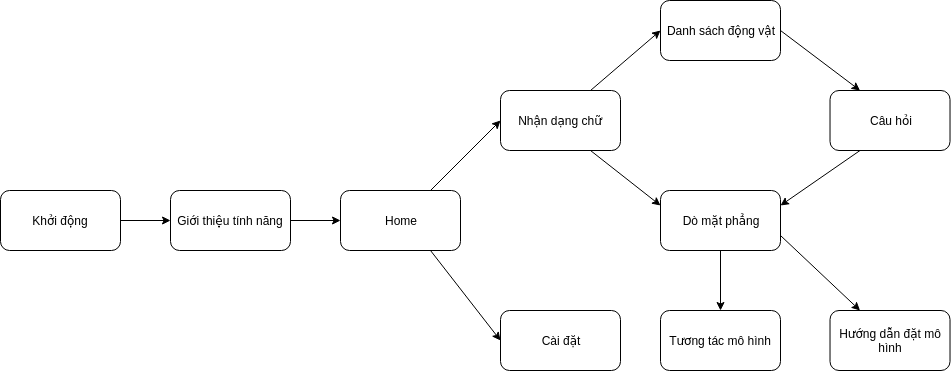 Danh sách động vật
Nhận dạng chữ
Câu hỏi
Khởi động
Giới thiệu tính năng
Home
Dò mặt phẳng
Cài đặt
Tương tác mô hình
Hướng dẫn đặt mô
hình